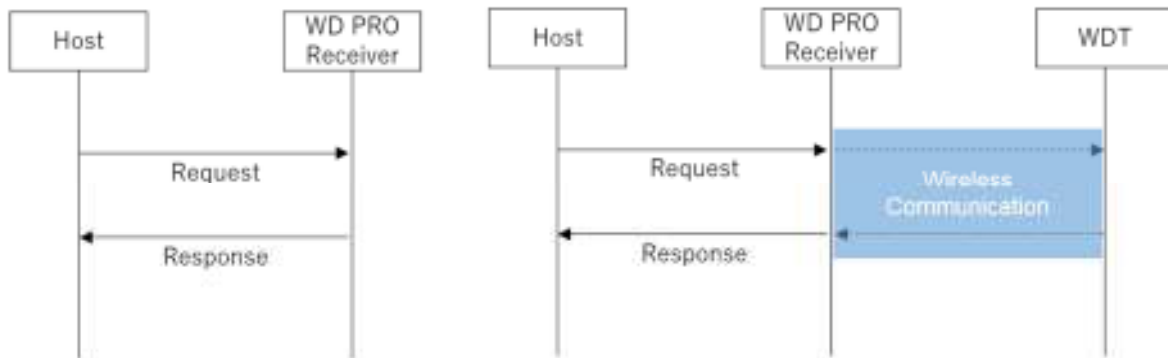 Host
WD PRO
Receiver
Request
Response
Host
WD PRO
Receiver
WDT
Request
Wireless
Communication
Response